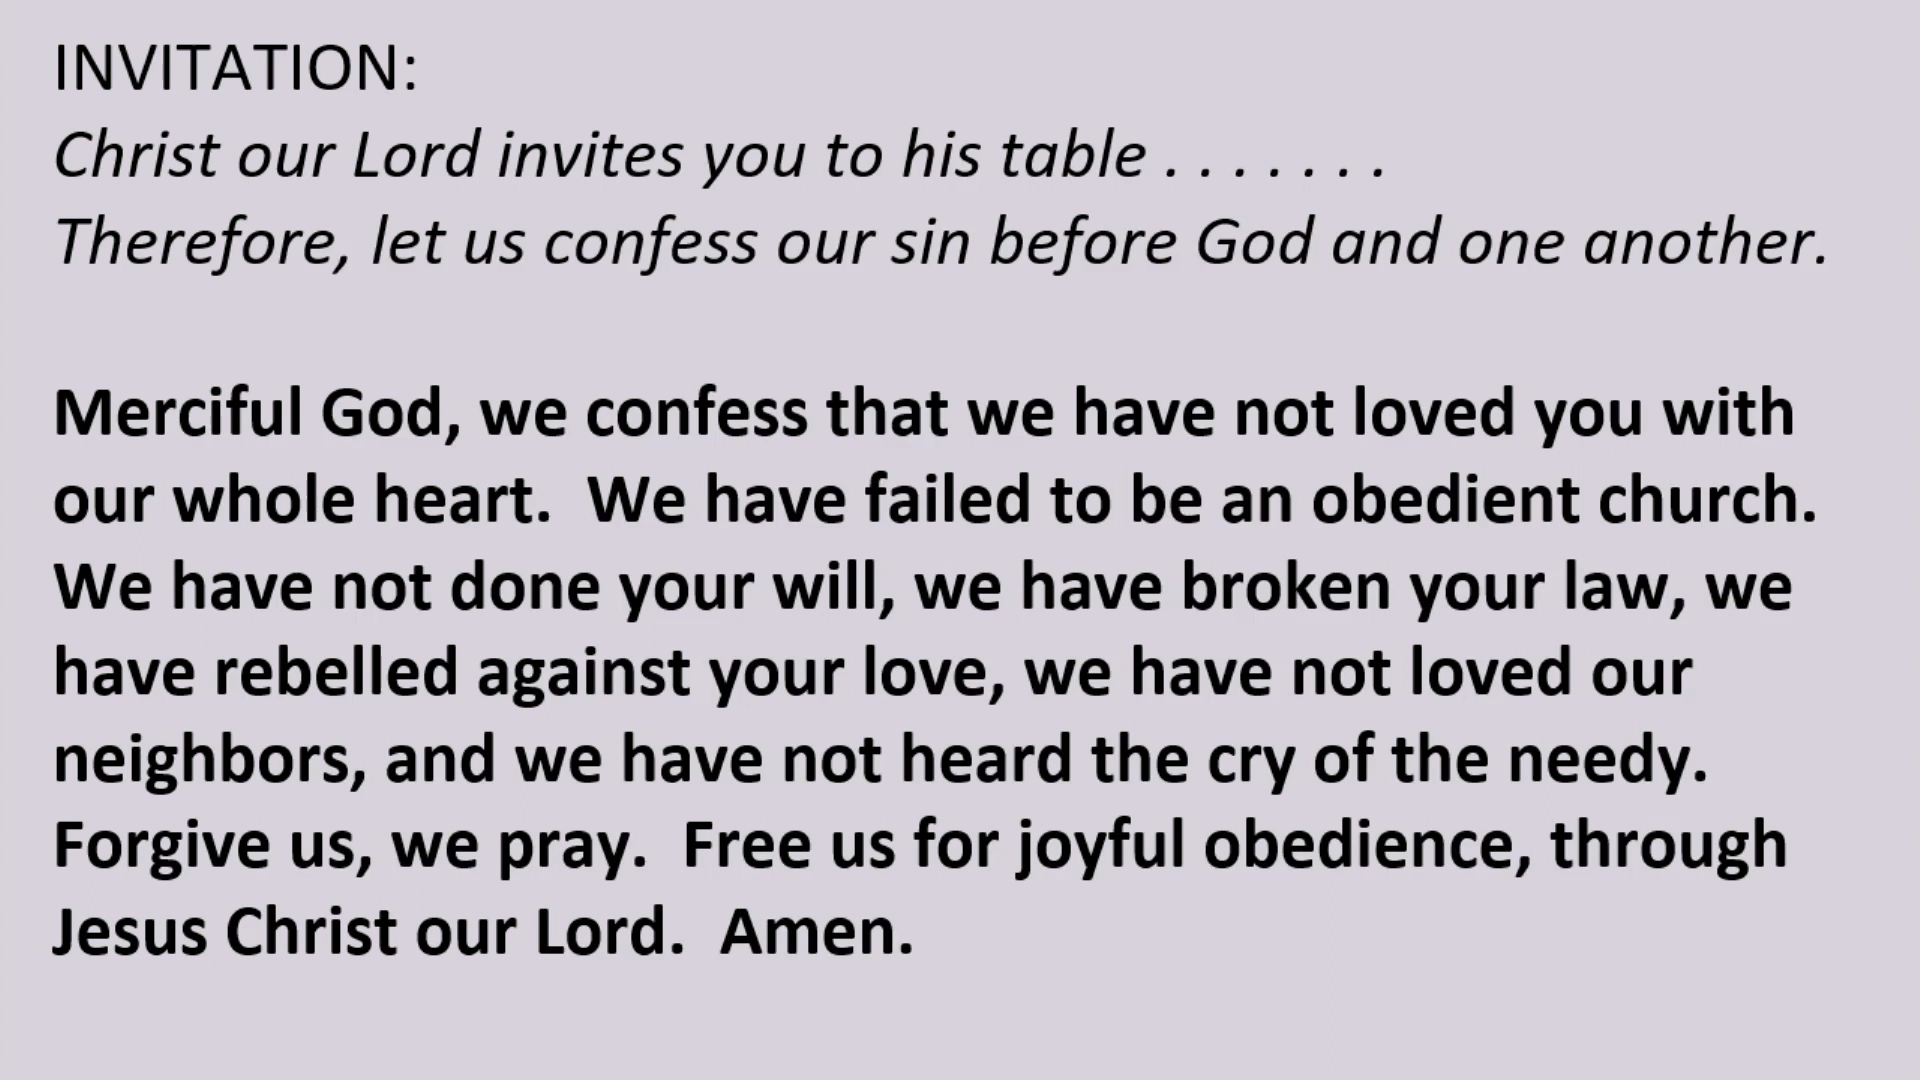 INVITATION:
Christ our Lord invites you to his table . . . . . . .
Therefore, let us confess our sin before God and one another.
Merciful God, we confess that we have not loved you with
our whole heart.  We have failed to be an obedient church.
We have not done your will, we have broken your law, we
have rebelled against your love, we have not loved our
neighbors, and we have not heard the cry of the needy.
Forgive us, we pray.  Free us for joyful obedience, through
Jesus Christ our Lord.  Amen.